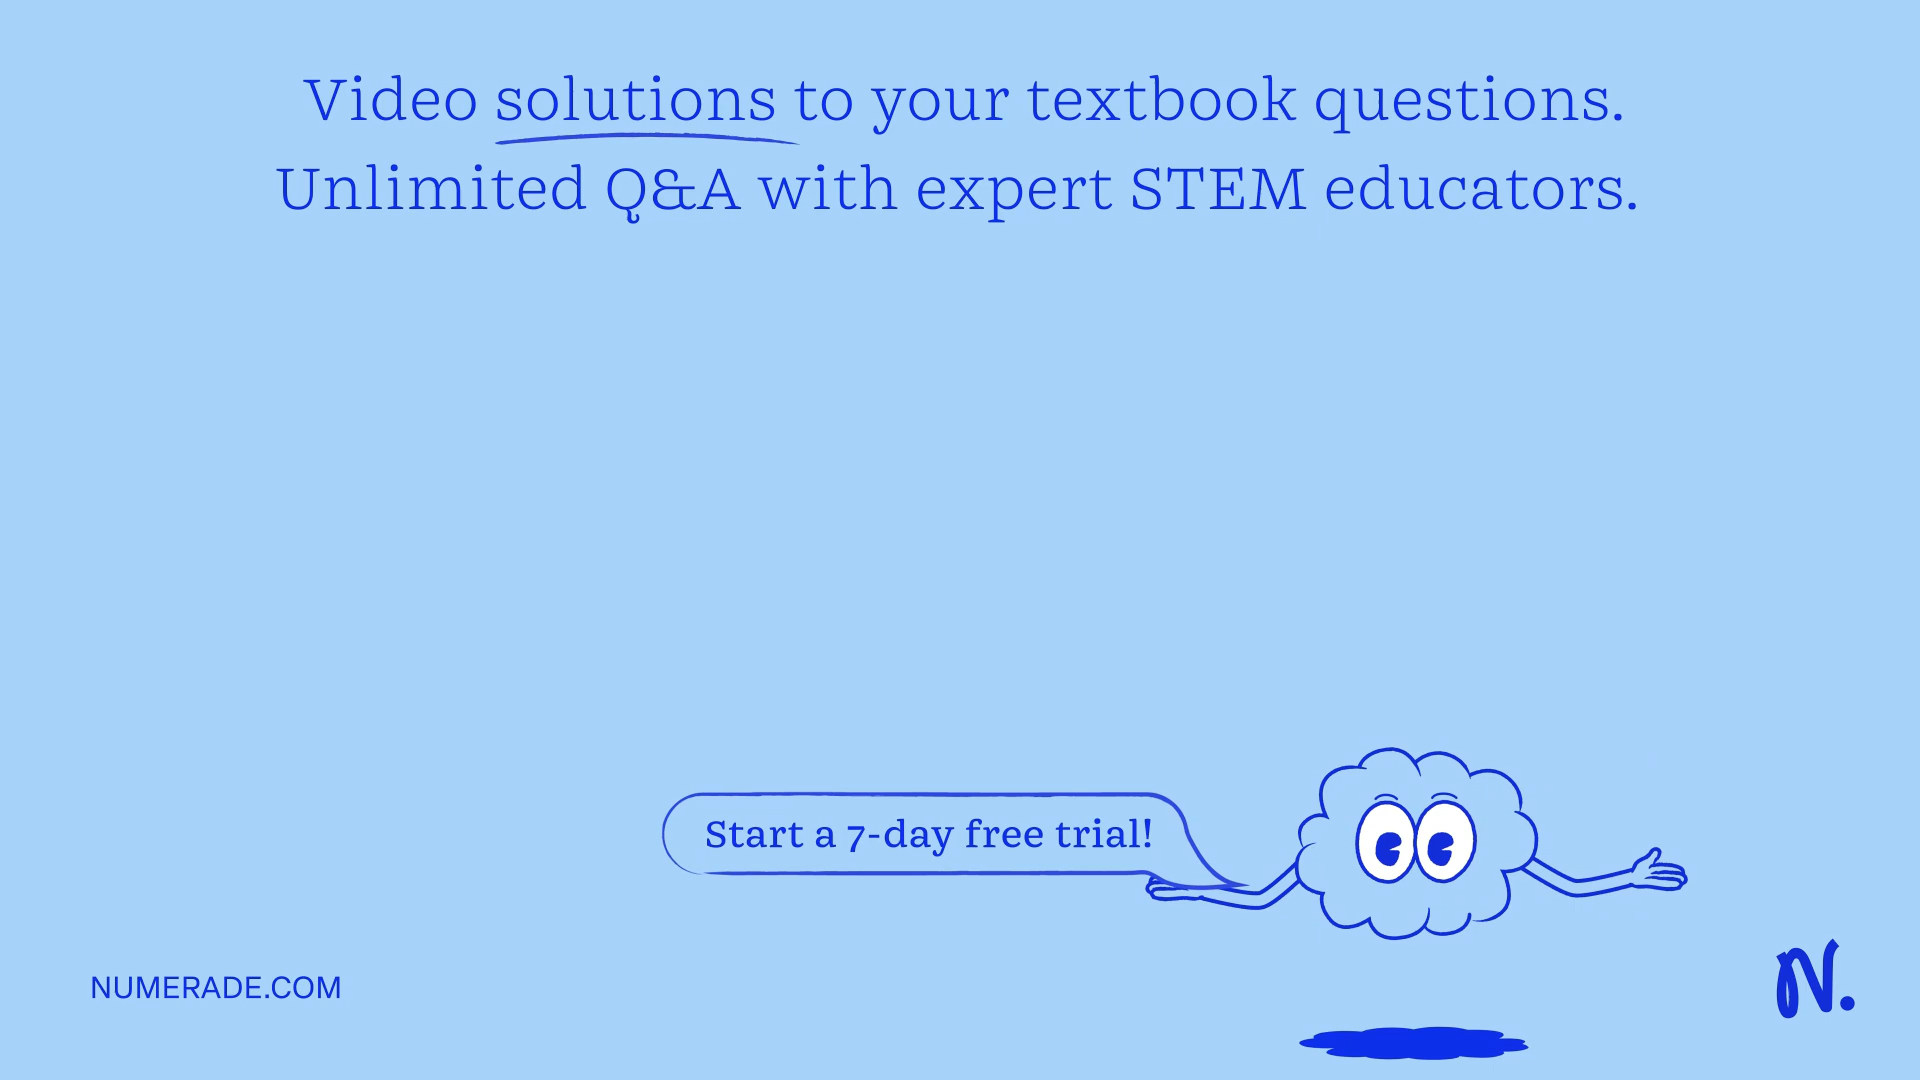 Video solutions to your textbook questions.
Unlimited Q&A with expert STEM educators.
Start a 7-day free trial!
NUMERADE.COM
N.